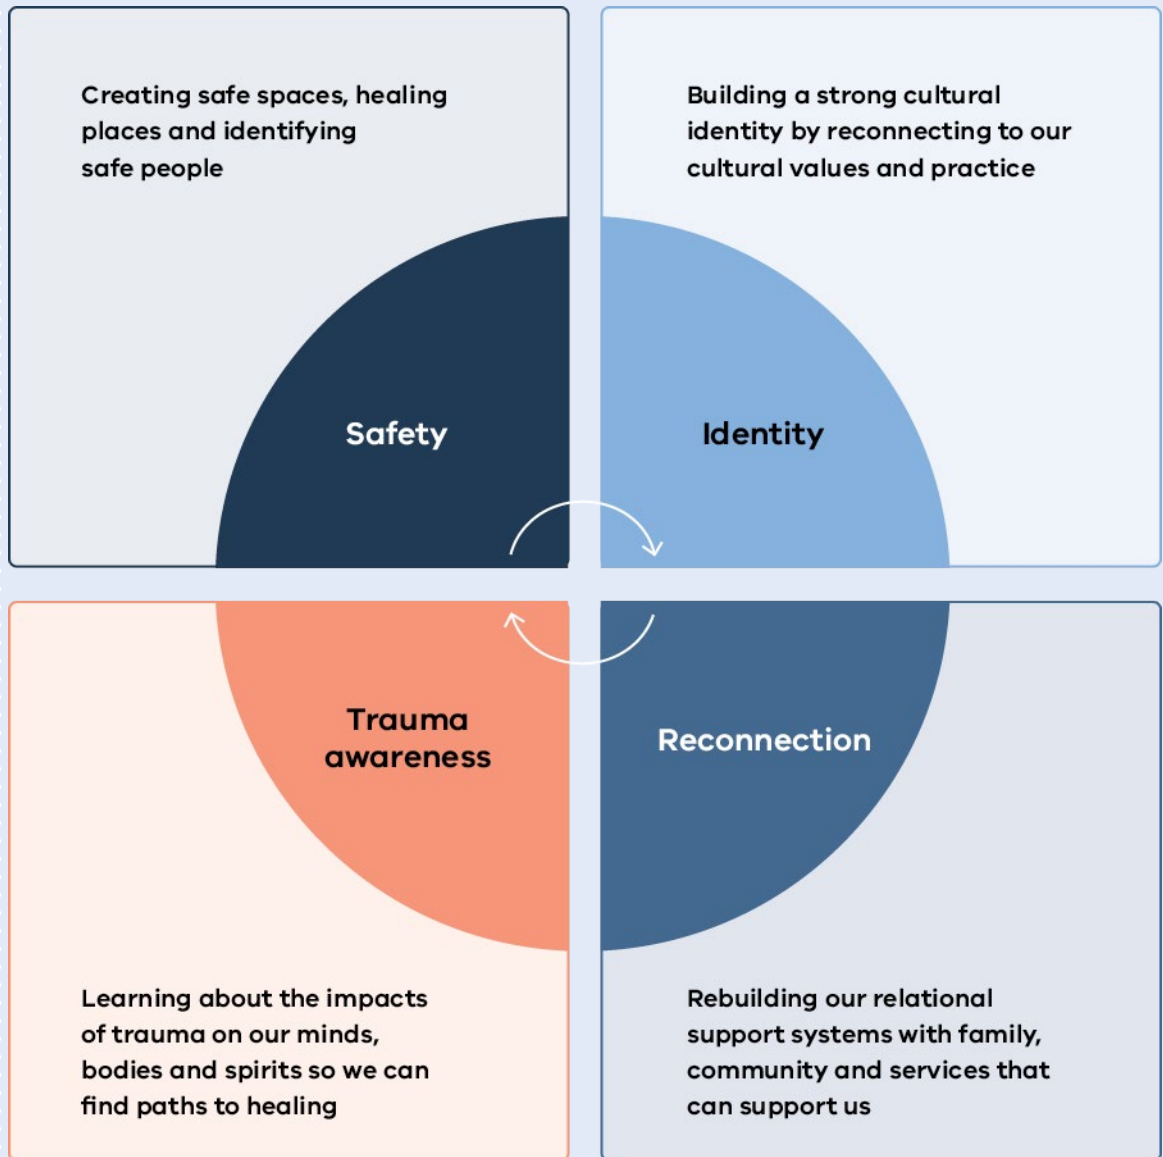 Creating safe spaces, healing
places and identifying
safe people
Safety
Building a strong cultural
identity by reconnecting to our
cultural values and practice
Identity
Trauma
awareness
Learning about the impacts
of trauma on our minds,
bodies and spirits so we can
find paths to healing
Reconnection
Rebuilding our relational
support systems with family,
community and services that
can support us